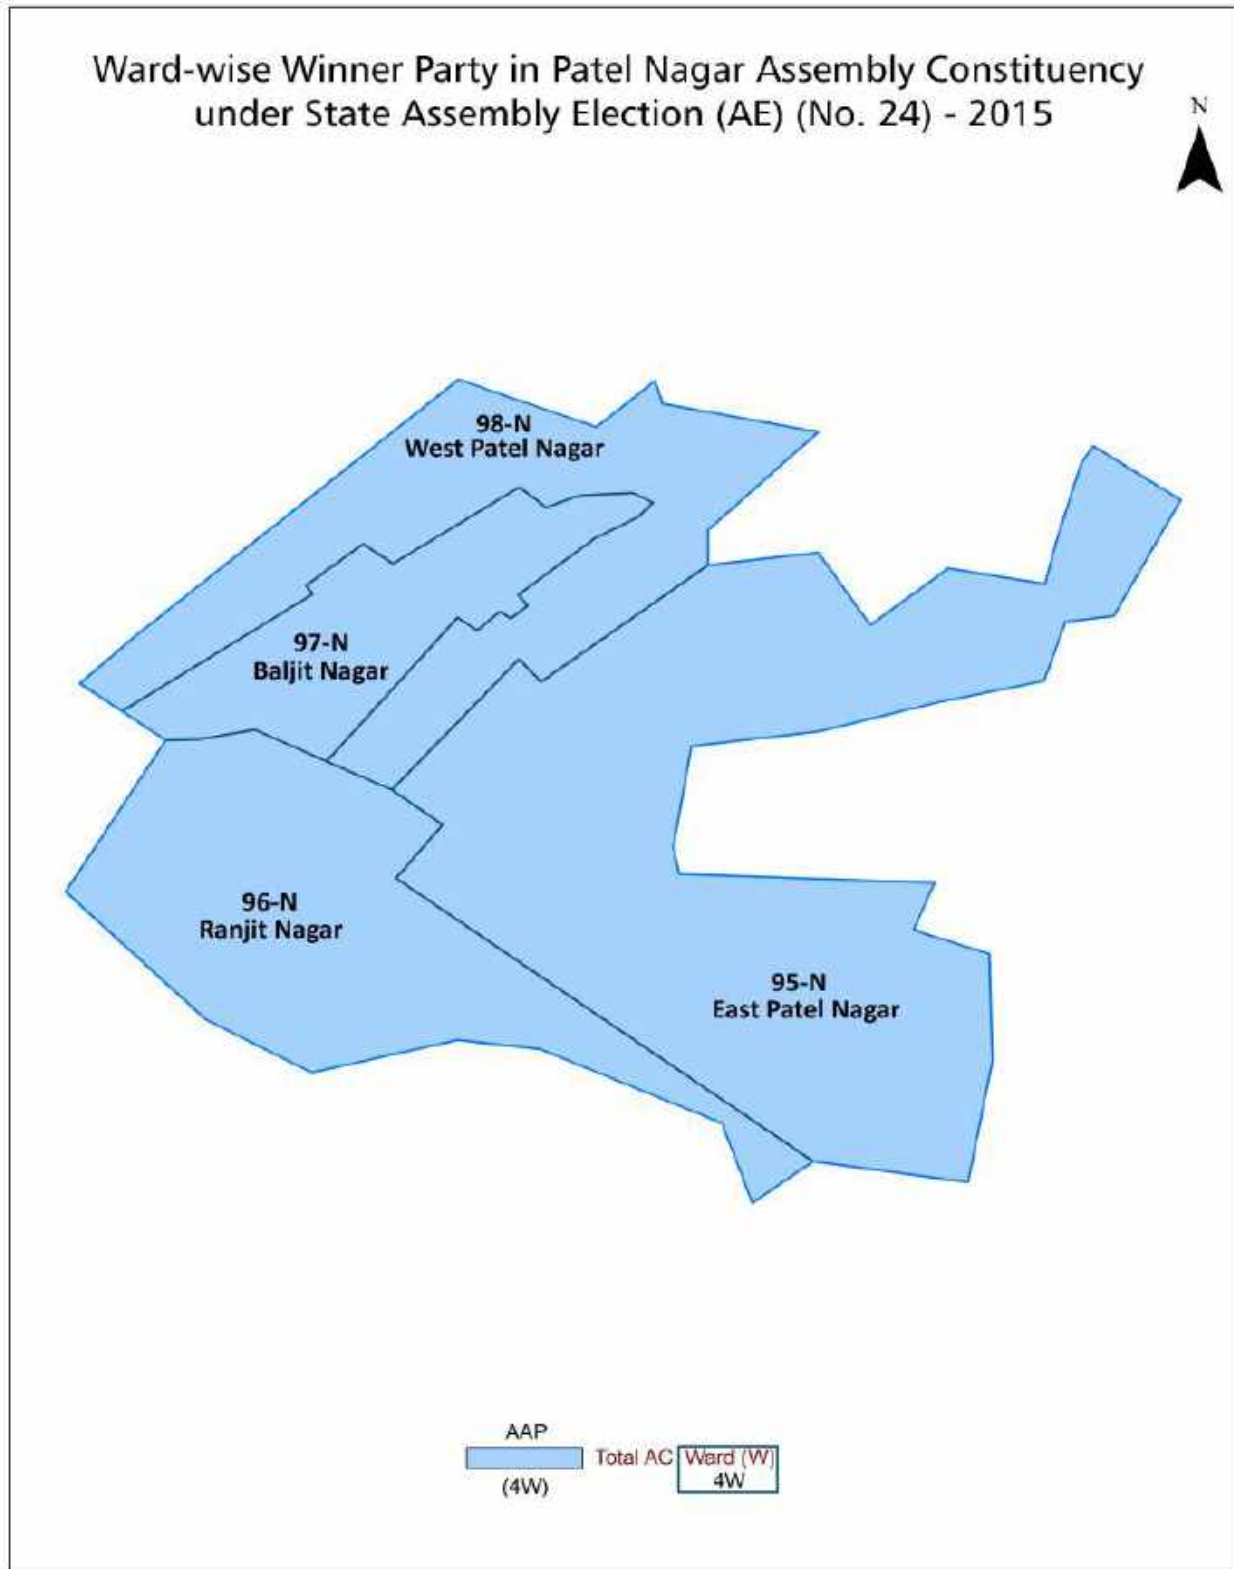 Ward-wise Winner Party in Patel Nagar Assembly Constituency
under State Assembly Election (AE) (No. 24) - 2015
N
98-N
West Patel Nagar
97-N
Baljit Nagar
96-N
Ranjit Nagar
95-N
East Patel Nagar
AAP
Total AC Ward (W)
4W
(4W)